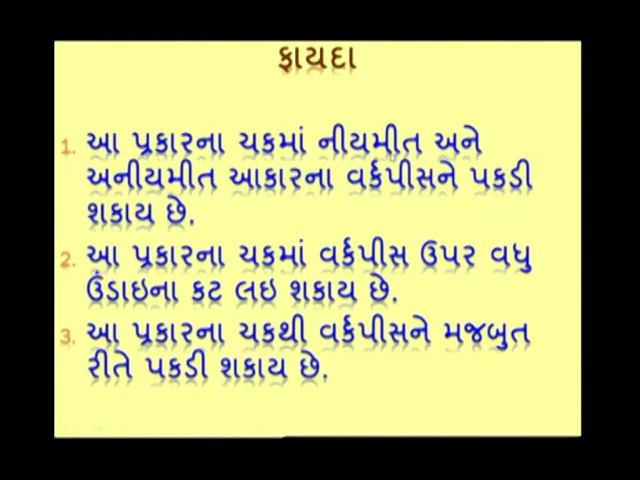 ફાયદા
1. આ પ્રકારના ચકમાં નીયમીત અને
અનીયમીત આકારના વર્કપીસને પકડી
શકાય છે.
2. આ પ્રકારના ચકમાં વર્કપીસ ઉપર વધુ
ઉંડાઇના કટ લઇ શકાય છે.
3. આ પ્રકારના ચકથી વર્કપીસને મજબુત
રીતે પકડી શકાય છે.